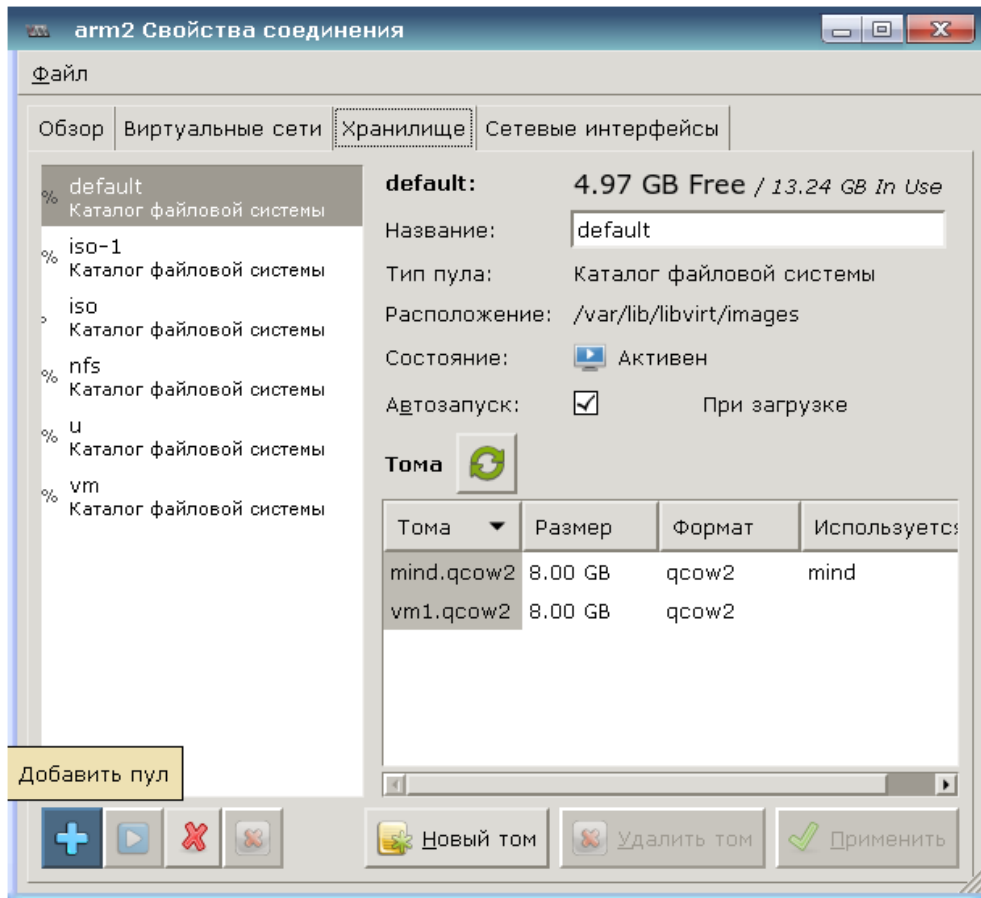 arm2 Свойства соединения
Файл
Обзор
Виртуальные сети
Хранилище
Сетевые интерфейсы
%
default
Каталог файловой системы
%
iso-1
Каталог файловой системы
iso
Каталог файловой системы
%
nfs
Каталог файловой системы
%
u
Каталог файловой системы
%
vm
Каталог файловой системы
Добавить пул
default: 4.97 GB Free / 13.24 GB In Use
Название: default
Тип пула: Каталог файловой системы
Расположение: /var/lib/libvirt/images
Состояние: Активен
Автозапуск: При загрузке
Тома
Тома Размер Формат Используется
mind.qcow2 8.00 GB qcow2 mind
vm1.qcow2 8.00 GB qcow2
Новый том
Удалить том
Применить